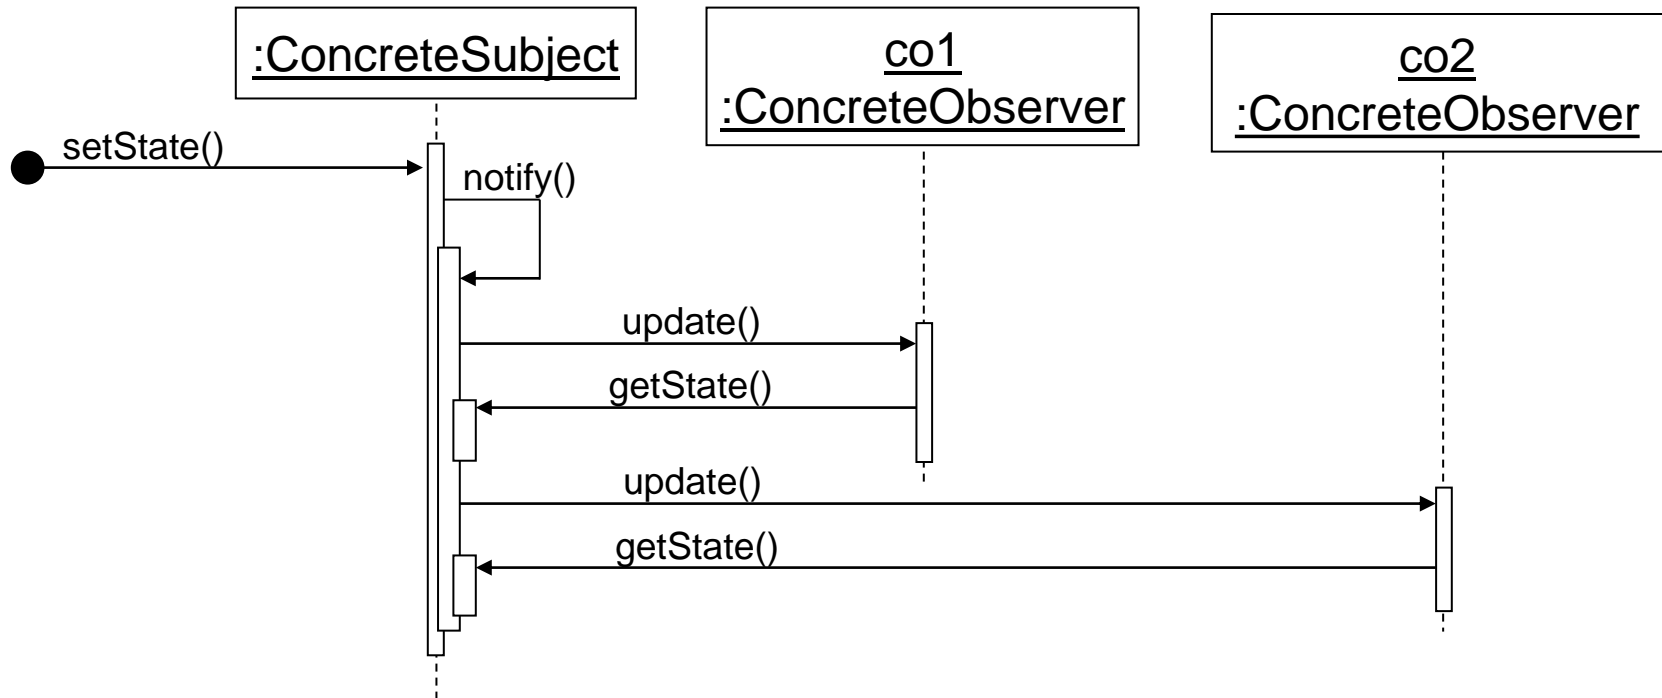 :ConcreteSubject
co1
:ConcreteObserver
co2
:ConcreteObserver
setState()
notify()
update()
getState()
update()
getState()